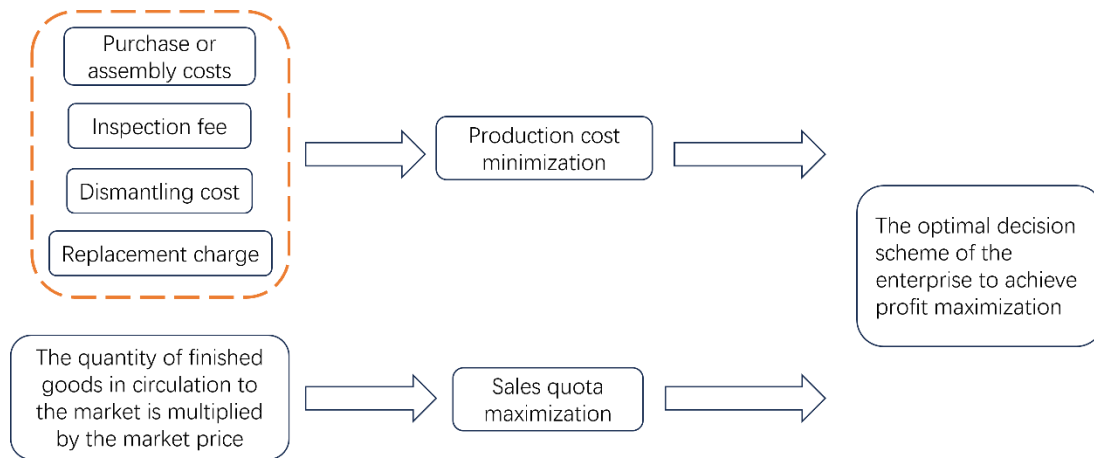 Purchase or
assembly costs
Inspection fee
Dismantling cost
Replacement charge
Production cost
minimization
The optimal decision
scheme of the
enterprise to achieve
profit maximization
The quantity of finished
goods in circulation to
the market is multiplied
by the market price
Sales quota
maximization